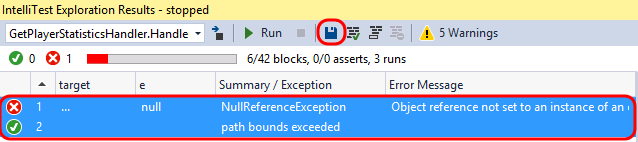 IntelliTest Exploration Results - stopped
GetPlayerStatisticsHandler.Handle Run 5 Warnings
0 1 6/42 blocks, 0/0 asserts, 3 runs
target e Summary / Exception Error Message
1 ... null NullReferenceException Object reference not set to an instance of an
2 path bounds exceeded